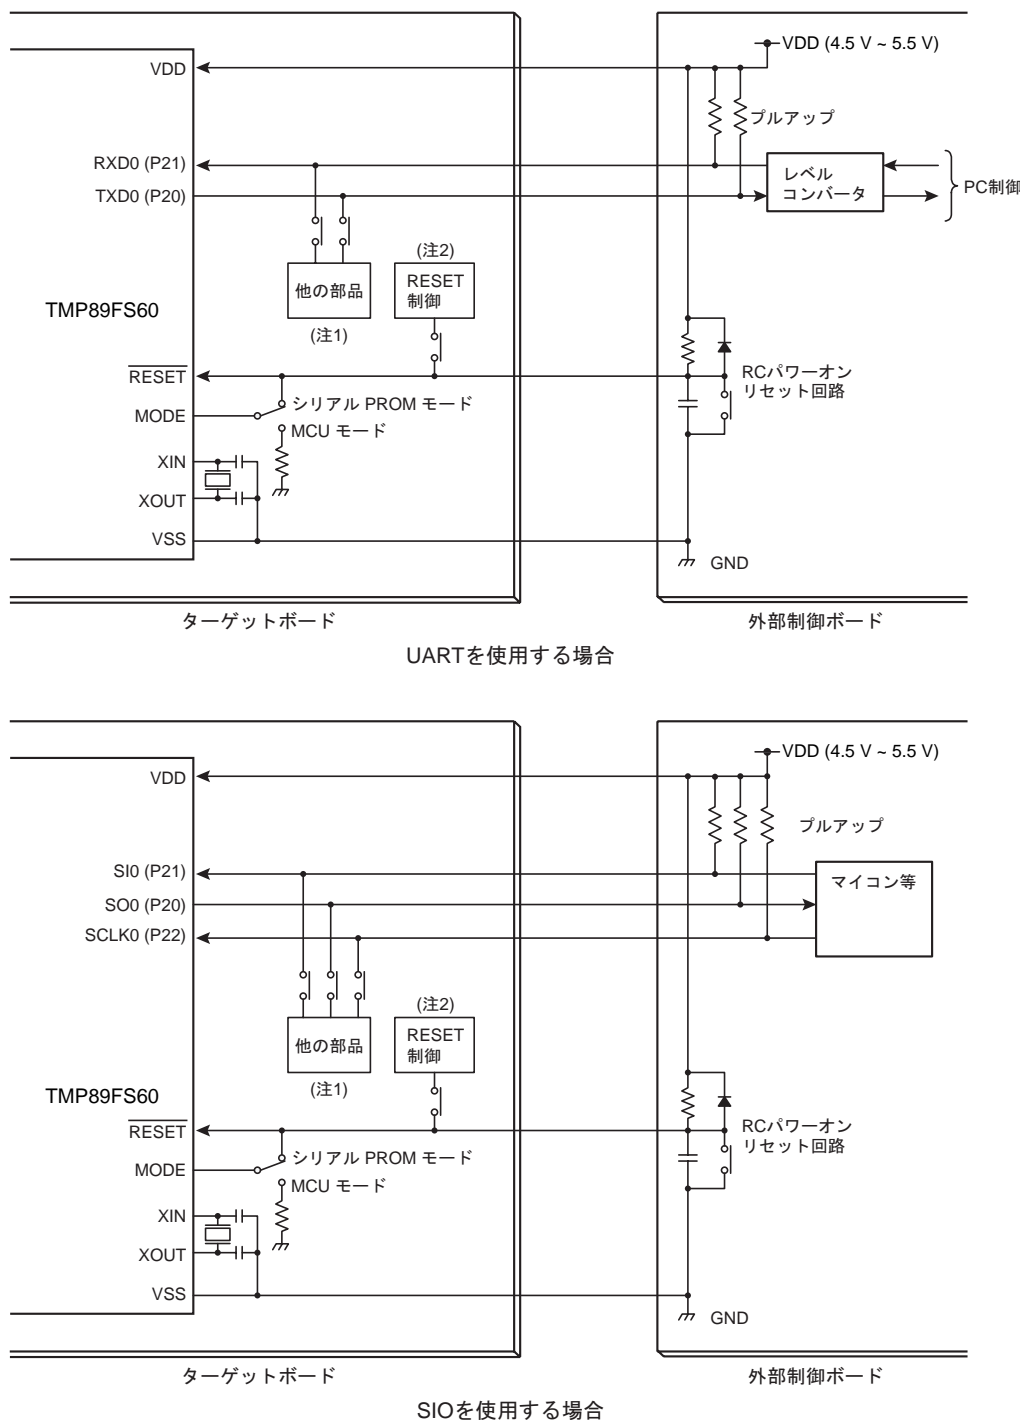 VDD (4.5 V ~ 5.5 V)
VDD
プルアップ
RXD0 (P21)
TXD0 (P20)
レベル
コンバータ
PC制御
(注2)
RESET
制御
他の部品
(注1)
TMP89FS60
RESET
RCパワーオン
リセット回路
シリアル PROM モード
MODE
MCU モード
XIN
XOUT
VSS
GND
ターゲットボード
外部制御ボード
UARTを使用する場合
VDD (4.5 V ~ 5.5 V)
VDD
プルアップ
SI0 (P21)
マイコン等
SO0 (P20)
SCLK0 (P22)
(注2)
RESET
制御
他の部品
(注1)
TMP89FS60
RESET
RCパワーオン
リセット回路
シリアル PROM モード
MODE
MCU モード
XIN
XOUT
VSS
GND
ターゲットボード
外部制御ボード
SIOを使用する場合